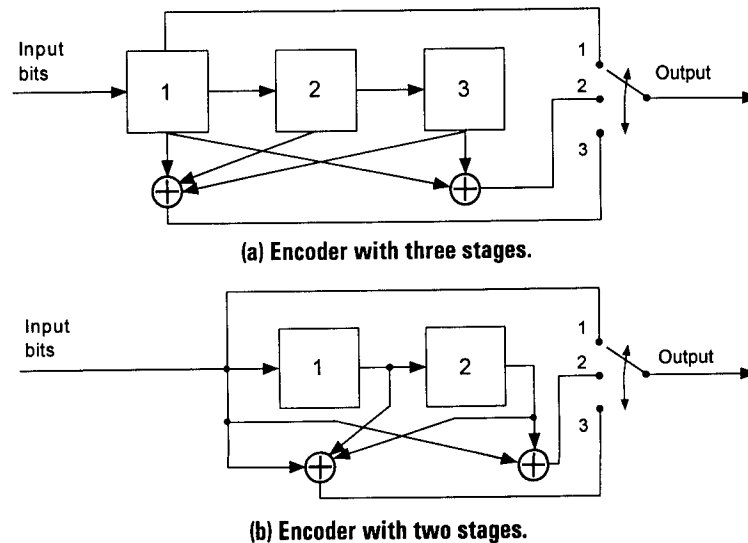 Input
bits
1
2
3
1
2
3
Output
(a) Encoder with three stages.
Input
bits
1
2
1
2
3
Output
(b) Encoder with two stages.